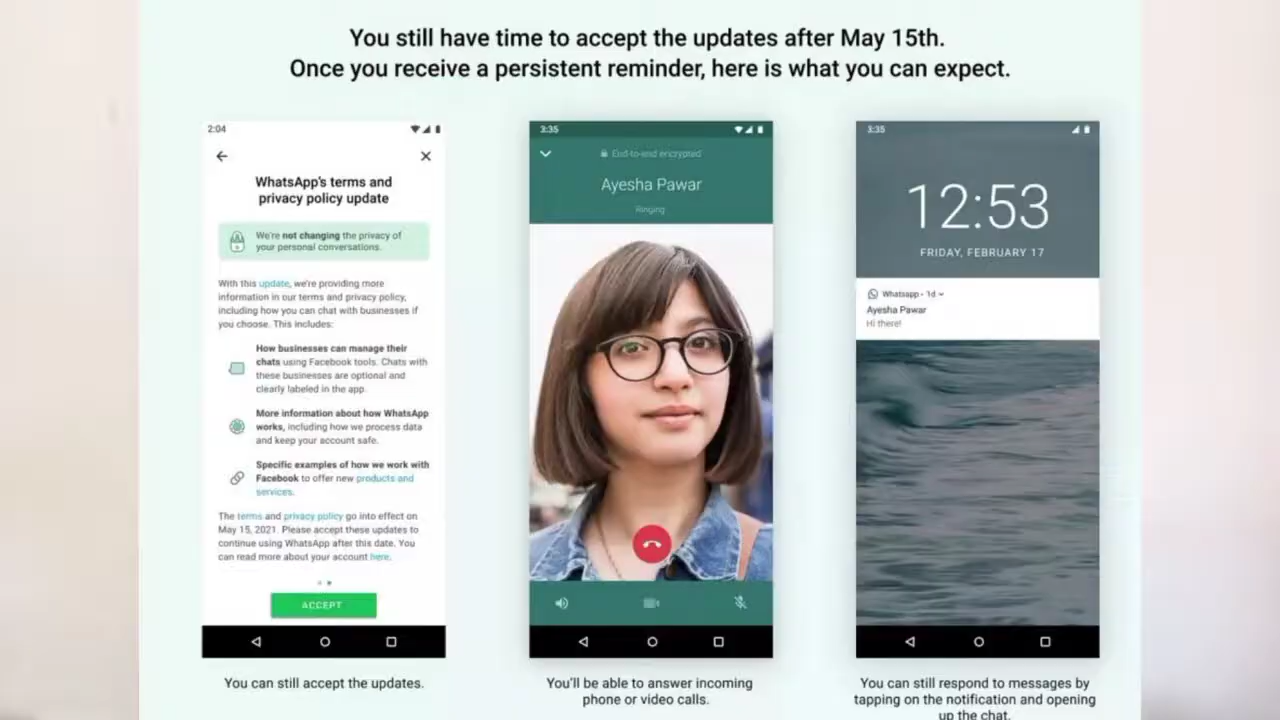 You still have time to accept the updates after May 15th.
Once you receive a persistent reminder, here is what you can expect.
2:04
WhatsApp's terms and
privacy policy update
We're not changing the privacy of
your personal conversations.
With this update, we're providing more
information in our terms and privacy policy,
including how you can chat with businesses if
you choose. This includes:
How businesses can manage their
chats using Facebook tools. Chats with
these businesses are optional and
clearly labeled in the app.
More information about how WhatsApp
works, including how we process data
and keep your account safe.
Specific examples of how we work with
Facebook to offer new products and
services.
The terms and privacy policy go into effect on
May 15, 2021. Please accept these updates to
continue using WhatsApp after this date. You
can read more about your account here.
ACCEPT
You can still accept the updates.
3:35
End-to-end encrypted
Ayesha Pawar
Ringing
You'll be able to answer incoming
phone or video calls.
3:35
12:53
FRIDAY, FEBRUARY 17
Whatsapp • 1d
Ayesha Pawar
Hi there!
You can still respond to messages by
tapping on the notification and opening
up the chat.